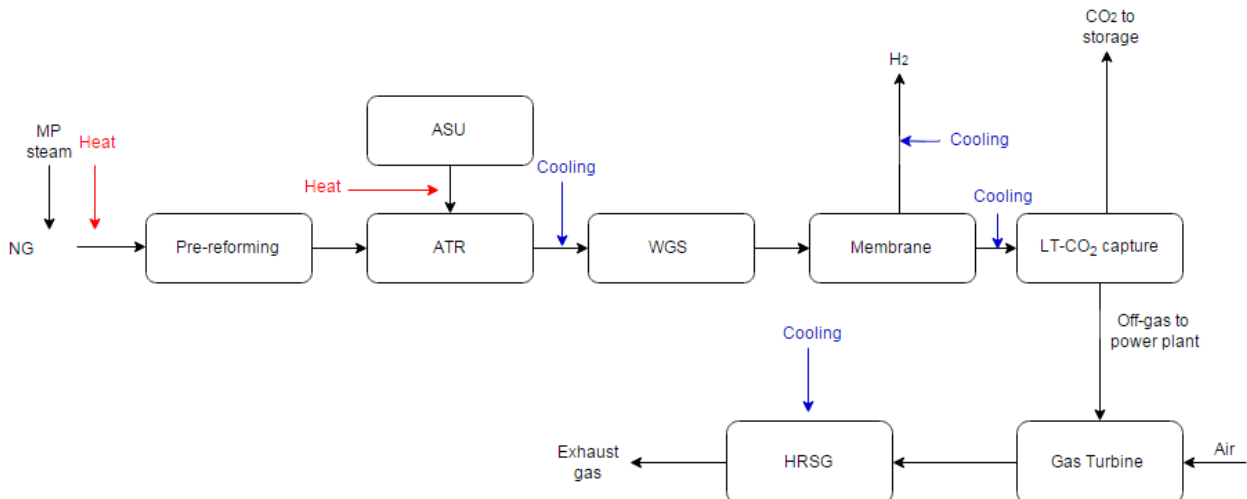 CO2 to
storage
H2
MP
steam
Heat
ASU
Cooling
Cooling
Heat
Cooling
NG
Pre-reforming
ATR
WGS
Membrane
LT-CO2 capture
Off-gas to
power plant
Cooling
Exhaust
gas
HRSG
Gas Turbine
Air